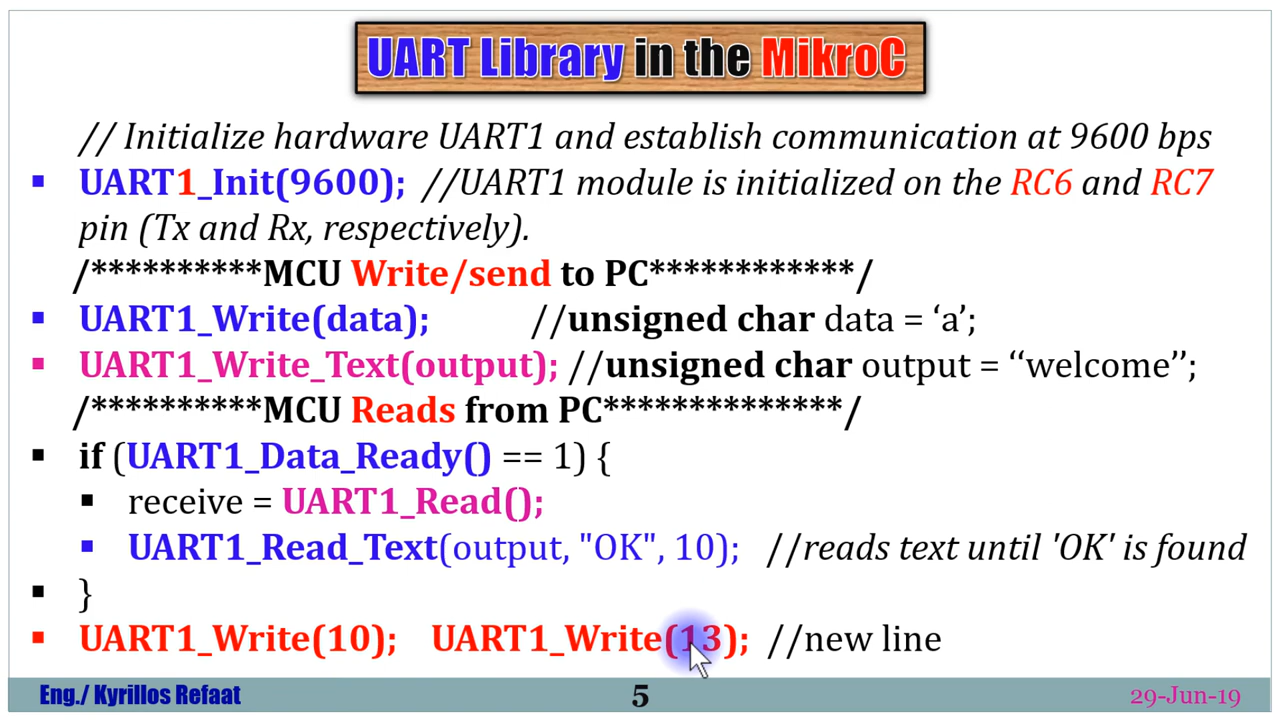 UART Library in the MikroC
// Initialize hardware UART1 and establish communication at 9600 bps
▪ UART1_Init(9600); //UART1 module is initialized on the RC6 and RC7
pin (Tx and Rx, respectively).
/**********MCU Write/send to PC************/
▪ UART1_Write(data); //unsigned char data = ‘a’;
▪ UART1_Write_Text(output); //unsigned char output = ‘‘welcome’’;
/**********MCU Reads from PC**************/
▪ if (UART1_Data_Ready() == 1) {
▪ receive = UART1_Read();
▪ UART1_Read_Text(output, "OK", 10); //reads text until 'OK' is found
▪ }
▪ UART1_Write(10); UART1_Write(13); //new line
Eng./ Kyrillos Refaat 5 29-Jun-19